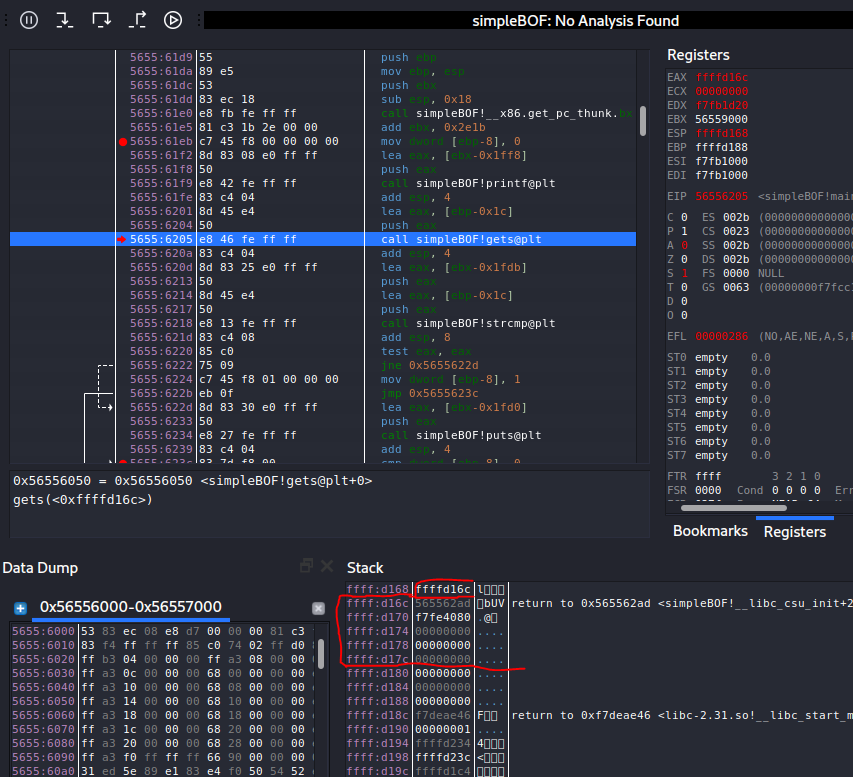 simpleBOF: No Analysis Found
5655:61d9 55 push ebp
5655:61da 89 e5 mov ebp, esp
5655:61dc 53 push ebx
5655:61dd 83 ec 18 sub esp, 0x18
5655:61e0 e8 fb fe ff ff call simpleBOF!__x86.get_pc_thunk.bx
5655:61e5 81 c3 1b 2e 00 00 add ebx, 0x2e1b
5655:61eb c7 45 f8 00 00 00 00 mov dword [ebp-8], 0
5655:61f2 8d 83 08 e0 ff ff lea eax, [ebx-0x1ff8]
5655:61f8 50 push eax
5655:61f9 e8 42 fe ff ff call simpleBOF!printf@plt
5655:61fe 83 c4 04 add esp, 4
5655:6201 8d 45 e4 lea eax, [ebp-0x1c]
5655:6204 50 push eax
5655:6205 e8 46 fe ff ff call simpleBOF!gets@plt
5655:620a 83 c4 04 add esp, 4
5655:620d 8d 83 25 e0 ff ff lea eax, [ebx-0x1fdb]
5655:6213 50 push eax
5655:6214 8d 45 e4 lea eax, [ebp-0x1c]
5655:6217 50 push eax
5655:6218 e8 13 fe ff ff call simpleBOF!strcmp@plt
5655:621d 83 c4 08 add esp, 8
5655:6220 85 c0 test eax, eax
5655:6222 75 09 jne 0x5655622d
5655:6224 c7 45 f8 01 00 00 00 mov dword [ebp-8], 1
5655:622b eb 0f jmp 0x5655623c
5655:622d 8d 83 30 e0 ff ff lea eax, [ebx-0x1fd0]
5655:6233 50 push eax
5655:6234 e8 27 fe ff ff call simpleBOF!puts@plt
5655:6239 83 c4 04 add esp, 4
5655:623c 83 7d f8 00 cmp dword [ebp-8], 0
0x56556050 = 0x56556050 <simpleBOF!gets@plt+0>
gets(<0xffffd16c>)
Registers
EAX ffffd16c
ECX 00000000
EDX f7fb1d20
EBX 56559000
ESP ffffd168
EBP ffffd188
ESI f7fb1000
EDI f7fb1000
EIP 56556205 <simpleBOF!main
C 0 ES 002b (0000000000000
P 1 CS 0023 (0000000000000
A 0 SS 002b (0000000000000
Z 0 DS 002b (0000000000000
S 1 FS 0000 NULL
T 0 GS 0063 (00000000f7fcc
D 0
O 0
EFL 00000286 (NO,AE,NE,A,S,
ST0 empty 0.0
ST1 empty 0.0
ST2 empty 0.0
ST3 empty 0.0
ST4 empty 0.0
ST5 empty 0.0
ST6 empty 0.0
ST7 empty 0.0
FTR ffff 3 2 1 0
FSR 0000 Cond 0 0 0 0 Err
Bookmarks Registers
Data Dump
0x56556000-0x56557000
5655:6000 53 83 ec 08 e8 d7 00 00 00 81 c3
5655:6010 83 f4 ff ff ff 85 c0 74 02 ff d0
5655:6020 ff b3 04 00 00 00 ff a3 08 00 00
5655:6030 ff a3 0c 00 00 00 68 00 00 00
5655:6040 ff a3 10 00 00 00 68 08 00 00 00
5655:6050 ff a3 14 00 00 00 68 10 00 00 00
5655:6060 ff a3 18 00 00 00 68 18 00 00 00
5655:6070 ff a3 1c 00 00 00 68 20 00 00 00
5655:6080 ff a3 20 00 00 00 68 28 00 00 00
5655:6090 ff a3 f0 ff ff ff 66 90 00 00 00
5655:60a0 31 ed 5e 89 e1 83 e4 f0 50 54 52
Stack
ffff:d168 ffffd16c l
ffff:d16c 565562ad bUV return to 0x565562ad <simpleBOF!__libc_csu_init+2
ffff:d170 f7fe4080 .@
ffff:d174 00000000 ....
ffff:d178 00000000 ....
ffff:d17c 00000000 ....
ffff:d180 00000000 ....
ffff:d184 00000000 ....
ffff:d188 00000000 ....
ffff:d18c f7deae46 F return to 0xf7deae46 <libc-2.31.so!__libc_start_m
ffff:d190 00000001 ....
ffff:d194 ffffd234 4
ffff:d198 ffffd23c <
ffff:d19c ffffd1c4